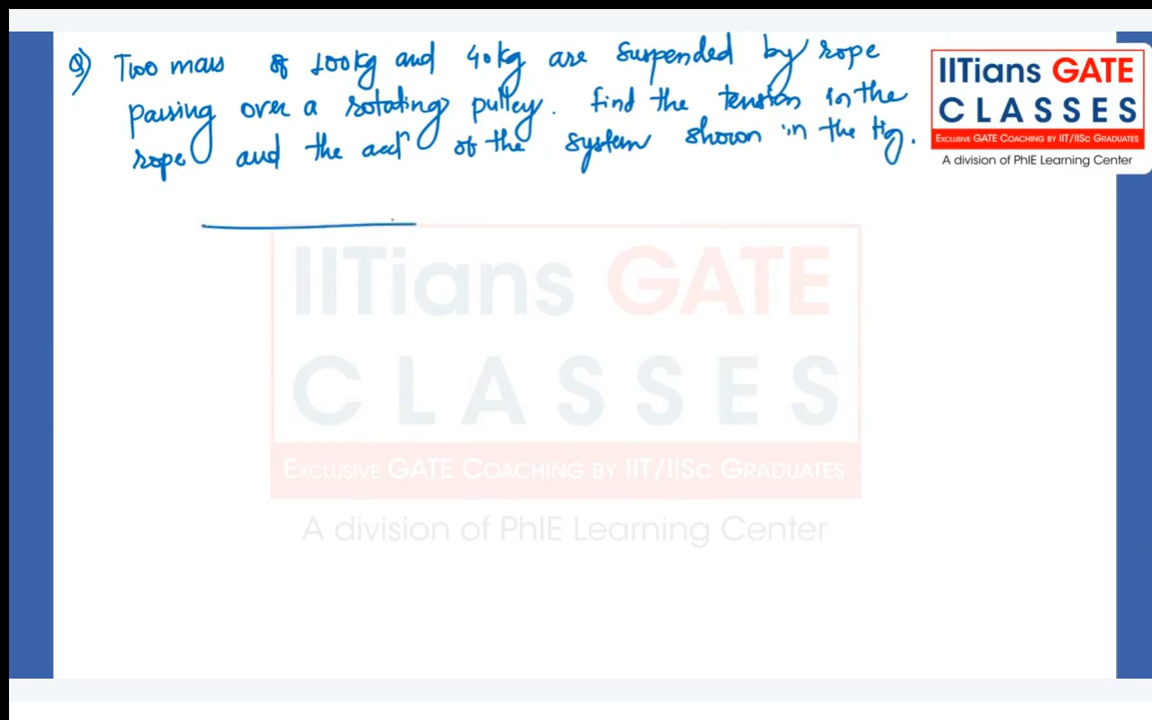 Q) Two mass of 100kg and 40kg are suspended by rope
passing over a rotating pulley. find the tension in the
rope and the accⁿ of the system shown in the fig.
IITians GATE
CLASSES
EXCLUSIVE GATE COACHING BY IIT/IISc GRADUATES
A division of PhIE Learning Center
IITians GATE
CLASSES
EXCLUSIVE GATE COACHING BY IIT/IISc GRADUATES
A division of PhIE Learning Center